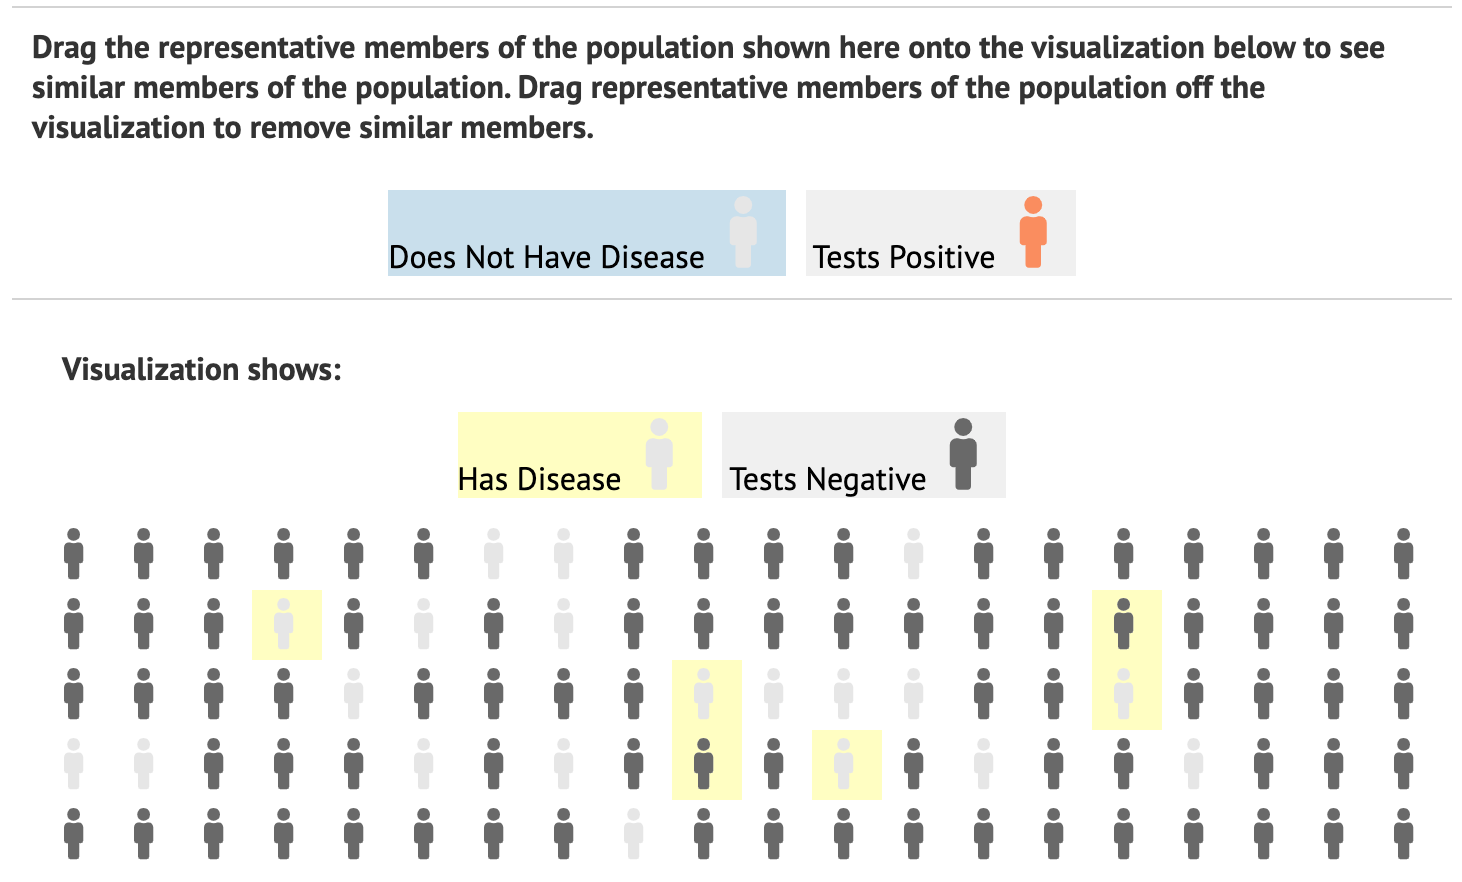 Drag the representative members of the population shown here onto the visualization below to see
similar members of the population. Drag representative members of the population off the
visualization to remove similar members.
Does Not Have Disease
Tests Positive
Visualization shows:
Has Disease
Tests Negative